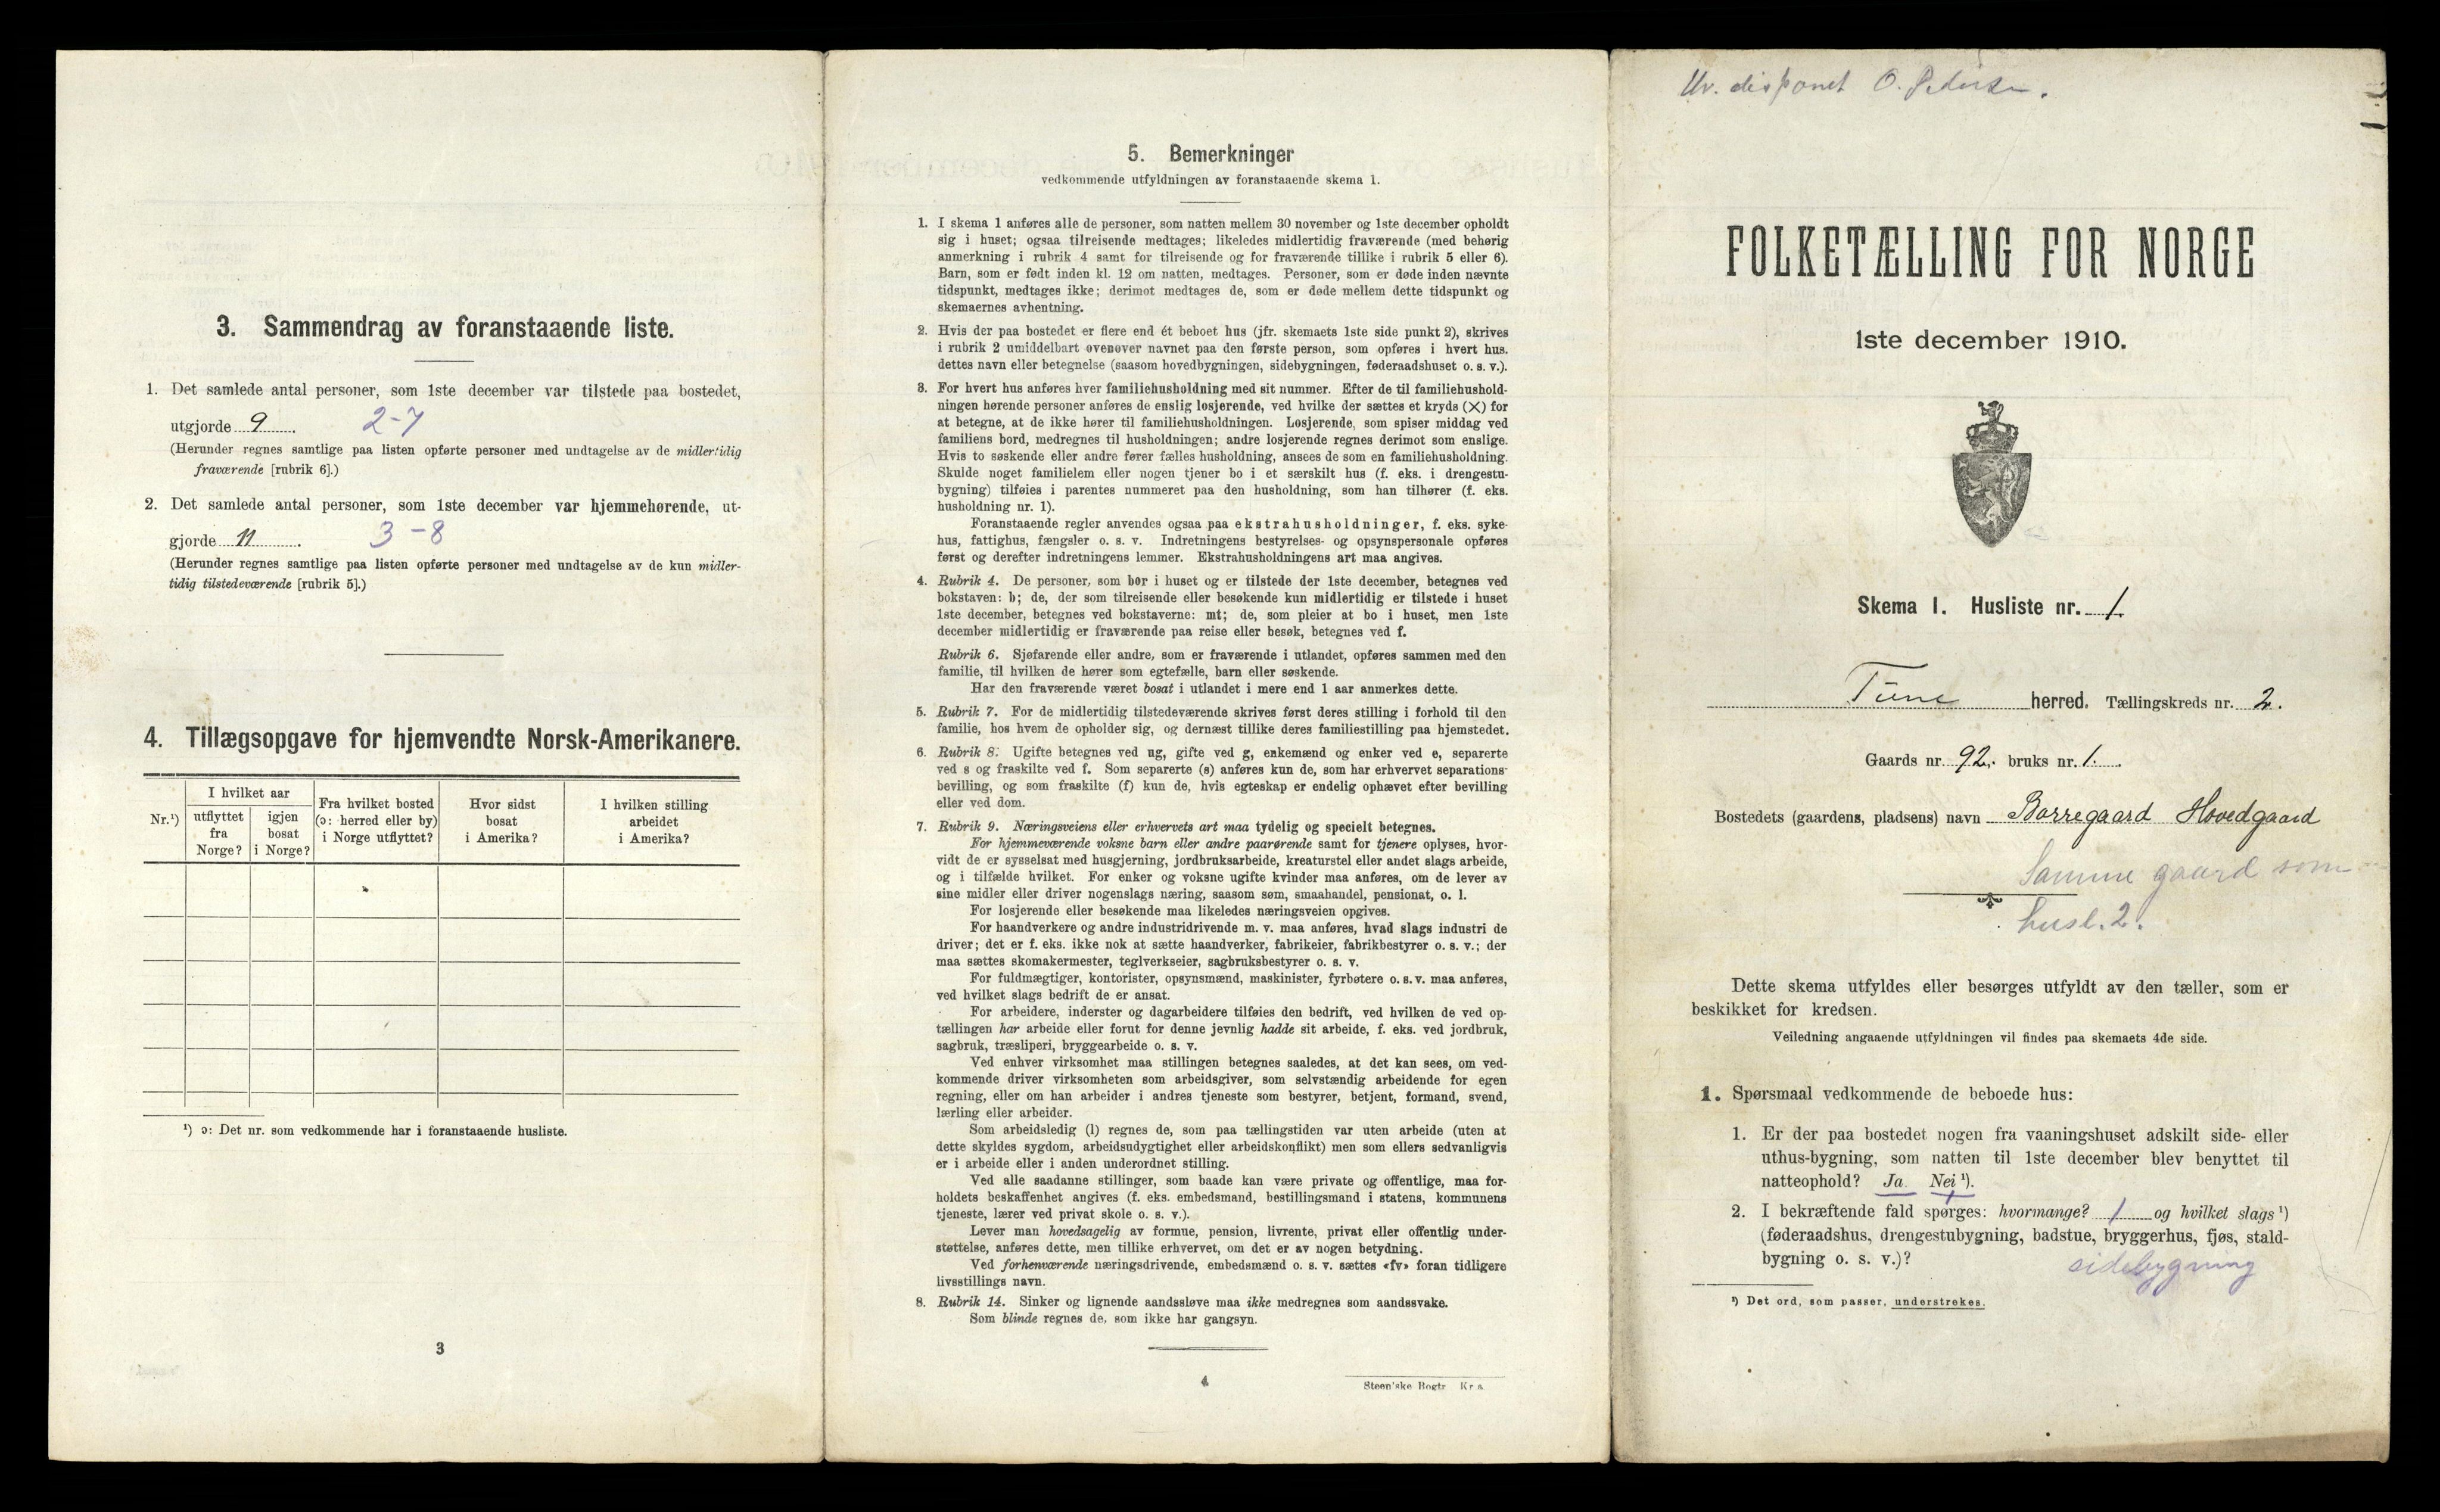 3. Sammendrag av foranstaaende liste.
1. Det samlede antal personer, som 1ste december var tilstede paa bostedet,
utgjorde 9. 2-7
(Herunder regnes samtlige paa listen opførte personer med undtagelse av de midlertidig
fraværende [rubrik 6].)
2. Det samlede antal personer, som 1ste december var hjemmehørende, ut-
gjorde 11. 3-8
(Herunder regnes samtlige paa listen opførte personer med undtagelse av de kun midler-
tidig tilstedeværende [rubrik 5].)
4. Tillægsopgave for hjemvendte Norsk-Amerikanere.
Nr.¹)
I hvilket aar
utflyttet fra Norge?
igjen bosat i Norge?
Fra hvilket bosted (ɔ: herred eller by) i Norge utflyttet?
Hvor sidst bosat i Amerika?
I hvilken stilling arbeidet i Amerika?
¹) ɔ: Det nr. som vedkommende har i foranstaaende husliste.
3
5. Bemerkninger
vedkommende utfyldningen av foranstaaende skema 1.
1. I skema 1 anføres alle de personer, som natten mellem 30 november og 1ste december opholdt
sig i huset; ogsaa tilreisende medtages; likeledes midlertidig fraværende (med behørig
anmerkning i rubrik 4 samt for tilreisende og for fraværende tillike i rubrik 5 eller 6).
Barn, som er født inden kl. 12 om natten, medtages. Personer, som er døde inden nævnte
tidspunkt, medtages ikke; derimot medtages de, som er døde mellem dette tidspunkt og
skemaernes avhentning.
2. Hvis der paa bostedet er flere end ét beboet hus (jfr. skemaets 1ste side punkt 2), skrives
i rubrik 2 umiddelbart ovenover navnet paa den første person, som opføres i hvert hus.
dettes navn eller betegnelse (saasom hovedbygningen, sidebygningen, føderaadshuset o. s. v.).
3. For hvert hus anføres hver familiehusholdning med sit nummer. Efter de til familiehushold-
ningen hørende personer anføres de enslig losjerende, ved hvilke der sættes et kryds (×) for
at betegne, at de ikke hører til familiehusholdningen. Losjerende, som spiser middag ved
familiens bord, medregnes til husholdningen; andre losjerende regnes derimot som enslige.
Hvis to søskende eller andre fører fælles husholdning, ansees de som en familiehusholdning.
Skulde noget familielem eller nogen tjener bo i et særskilt hus (f. eks. i drengestu-
bygning) tilføies i parentes nummeret paa den husholdning, som han tilhører (f. eks.
husholdning nr. 1).
Foranstaaende regler anvendes ogsaa paa ekstrahusholdninger, f. eks. syke-
hus, fattighus, fængsler o. s. v. Indretningens bestyrelses- og opsynspersonale opføres
først og derefter indretningens lemmer. Ekstrahusholdningens art maa angives.
4. Rubrik 4. De personer, som bor i huset og er tilstede der 1ste december, betegnes ved
bokstaven: b; de, der som tilreisende eller besøkende kun midlertidig er tilstede i huset
1ste december, betegnes ved bokstaverne: mt; de, som pleier at bo i huset, men 1ste
december midlertidig er fraværende paa reise eller besøk, betegnes ved f.
Rubrik 6. Sjøfarende eller andre, som er fraværende i utlandet, opføres sammen med den
familie, til hvilken de hører som egtefælle, barn eller søskende.
Har den fraværende været bosat i utlandet i mere end 1 aar anmerkes dette.
5. Rubrik 7. For de midlertidig tilstedeværende skrives først deres stilling i forhold til den
familie, hos hvem de opholder sig, og dernæst tillike deres familiestilling paa hjemstedet.
6. Rubrik 8. Ugifte betegnes ved ug, gifte ved g, enkemænd og enker ved e, separerte
ved s og fraskilte ved f. Som separerte (s) anføres kun de, som har erhvervet separations-
bevilling, og som fraskilte (f) kun de, hvis egteskap er endelig ophævet efter bevilling
eller ved dom.
7. Rubrik 9. Næringsveiens eller erhvervets art maa tydelig og specielt betegnes.
For hjemmeværende voksne barn eller andre paarørende samt for tjenere oplyses, hvor-
vidt de er sysselsat med husgjerning, jordbruksarbeide, kreaturstel eller andet slags arbeide,
og i tilfælde hvilket. For enker og voksne ugifte kvinder maa anføres, om de lever av
sine midler eller driver nogenslags næring, saasom søm, smaahandel, pensionat, o. l.
For losjerende eller besøkende maa likeledes næringsveien opgives.
For haandverkere og andre industridrivende m. v. maa anføres, hvad slags industri de
driver; det er f. eks. ikke nok at sætte haandverker, fabrikeier, fabrikbestyrer o. s. v.; der
maa sættes skomakermester, teglverkseier, sagbruksbestyrer o. s. v.
For fuldmægtiger, kontorister, opsynsmænd, maskinister, fyrbøtere o. s. v. maa anføres,
ved hvilket slags bedrift de er ansat.
For arbeidere, inderster og dagarbeidere tilføies den bedrift, ved hvilken de ved op-
tællingen har arbeide eller forut for denne jevnlig hadde sit arbeide, f. eks. ved jordbruk,
sagbruk, træsliperi, bryggearbeide o. s. v.
Ved enhver virksomhet maa stillingen betegnes saaledes, at det kan sees, om ved-
kommende driver virksomheten som arbeidsgiver, som selvstændig arbeidende for egen
regning, eller om han arbeider i andres tjeneste som bestyrer, betjent, formand, svend,
lærling eller arbeider.
Som arbeidsledig (l) regnes de, som paa tællingstiden var uten arbeide (uten at
dette skyldes sygdom, arbeidsudygtighet eller arbeidskonflikt) men som ellers sedvanligvis
er i arbeide eller i anden underordnet stilling.
Ved alle saadanne stillinger, som baade kan være private og offentlige, maa for-
holdets beskaffenhet angives (f. eks. embedsmand, bestillingsmand i statens, kommunens
tjeneste, lærer ved privat skole o. s. v.).
Lever man hovedsagelig av formue, pension, livrente, privat eller offentlig under-
støttelse, anføres dette, men tillike erhvervet, om det er av nogen betydning.
Ved forhenværende næringsdrivende, embedsmænd o. s. v. sættes «fv» foran tidligere
livsstillings navn.
8. Rubrik 14. Sinker og lignende aandssløve maa ikke medregnes som aandssvake.
Som blinde regnes de, som ikke har gangsyn.
4
Steen'ske Bogtr Kra
disponet O.
FOLKETÆLLING FOR NORGE
1ste december 1910.
Skema 1. Husliste nr. 1.
Tune herred. Tællingskreds nr. 2.
Gaards nr. 92. bruks nr. 1.
Bostedets (gaardens, pladsens) navn Borregaard Hovedgaard
Samme gaard som
husl. 2.
Dette skema utfyldes eller besørges utfyldt av den tæller, som er
beskikket for kredsen.
Veiledning angaaende utfyldningen vil findes paa skemaets 4de side.
1. Spørsmaal vedkommende de beboede hus:
1. Er der paa bostedet nogen fra vaaningshuset adskilt side- eller
uthus-bygning, som natten til 1ste december blev benyttet til
natteophold? Ja Nei ¹).
2. I bekræftende fald spørges: hvormange? 1 og hvilket slags ¹)
(føderaadshus, drengestubygning, badstue, bryggerhus, fjøs, stald-
bygning o. s. v.)? sidebygning
¹) Det ord, som passer, understrekes.